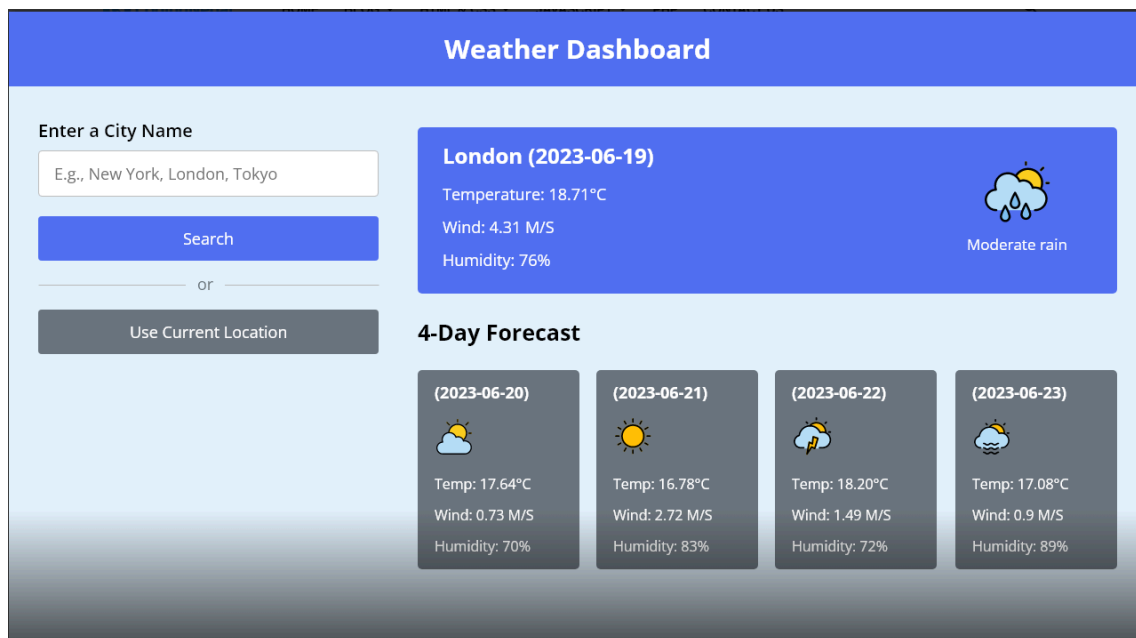 Weather Dashboard
Enter a City Name
E.g., New York, London, Tokyo
Search
or
Use Current Location
London (2023-06-19)
Temperature: 18.71°C
Wind: 4.31 M/S
Humidity: 76%
Moderate rain
4-Day Forecast
(2023-06-20)
Temp: 17.64°C
Wind: 0.73 M/S
Humidity: 70%
(2023-06-21)
Temp: 16.78°C
Wind: 2.72 M/S
Humidity: 83%
(2023-06-22)
Temp: 18.20°C
Wind: 1.49 M/S
Humidity: 72%
(2023-06-23)
Temp: 17.08°C
Wind: 0.9 M/S
Humidity: 89%